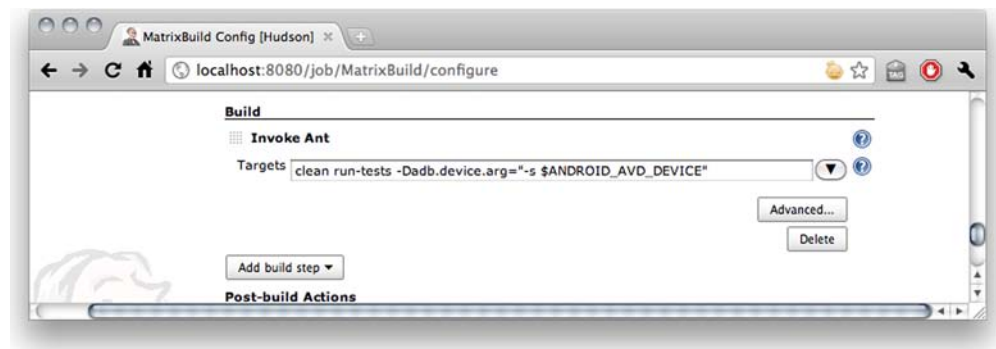 MatrixBuild Config [Hudson]
localhost:8080/job/MatrixBuild/configure
Build
Invoke Ant
Targets clean run-tests -Dadb.device.arg="-s $ANDROID_AVD_DEVICE"
Advanced...
Delete
Add build step
Post-build Actions